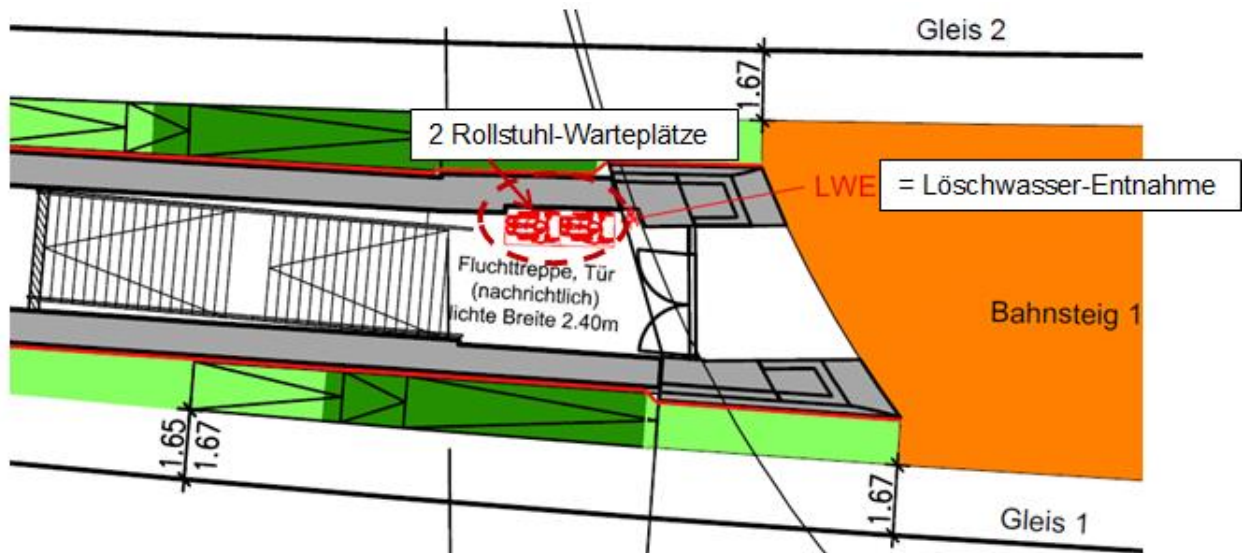 Gleis 2
1.67
2 Rollstuhl-Warteplätze
LWE
= Löschwasser-Entnahme
Fluchttreppe, Tür
(nachrichtlich)
lichte Breite 2.40m
Bahnsteig 1
1.65
1.67
1.67
Gleis 1